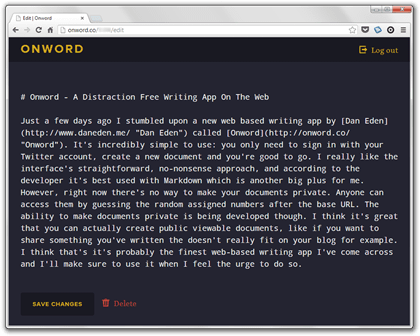 Edit | Onword
onword.co/ /edit
ONWORD
Log out
# Onword - A Distraction Free Writing App On The Web
Just a few days ago I stumbled upon a new web based writing app by [Dan Eden]
(http://www.daneden.me/ "Dan Eden") called [Onword](http://onword.co/
"Onword"). It's incredibly simple to use: you only need to sign in with your
Twitter account, create a new document and you're good to go. I really like the
interface's straightforward, no-nonsense approach, and according to the
developer it's best used with Markdown which is another big plus for me.
However, right now there's no way to make your documents private. Anyone can
access them by guessing the random assigned numbers after the base URL. The
ability to make documents private is being developed though. I think it's great
that you can actually create public viewable documents, like if you want to
share something you've written the doesn't really fit on your blog for example.
I think that's it's probably the finest web-based writing app I've come across
and I'll make sure to use it when I feel the urge to do so.
SAVE CHANGES
Delete